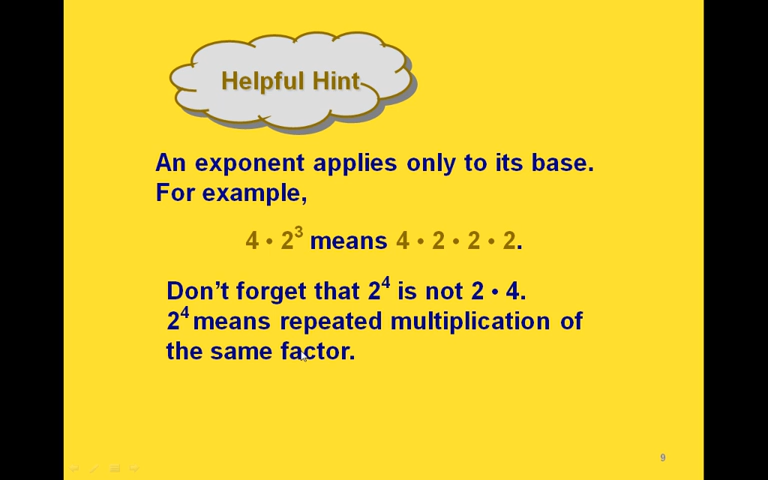 Helpful Hint
An exponent applies only to its base.
For example,
4 • 2³ means 4 • 2 • 2 • 2.
Don’t forget that 2⁴ is not 2 • 4.
2⁴ means repeated multiplication of
the same factor.
9